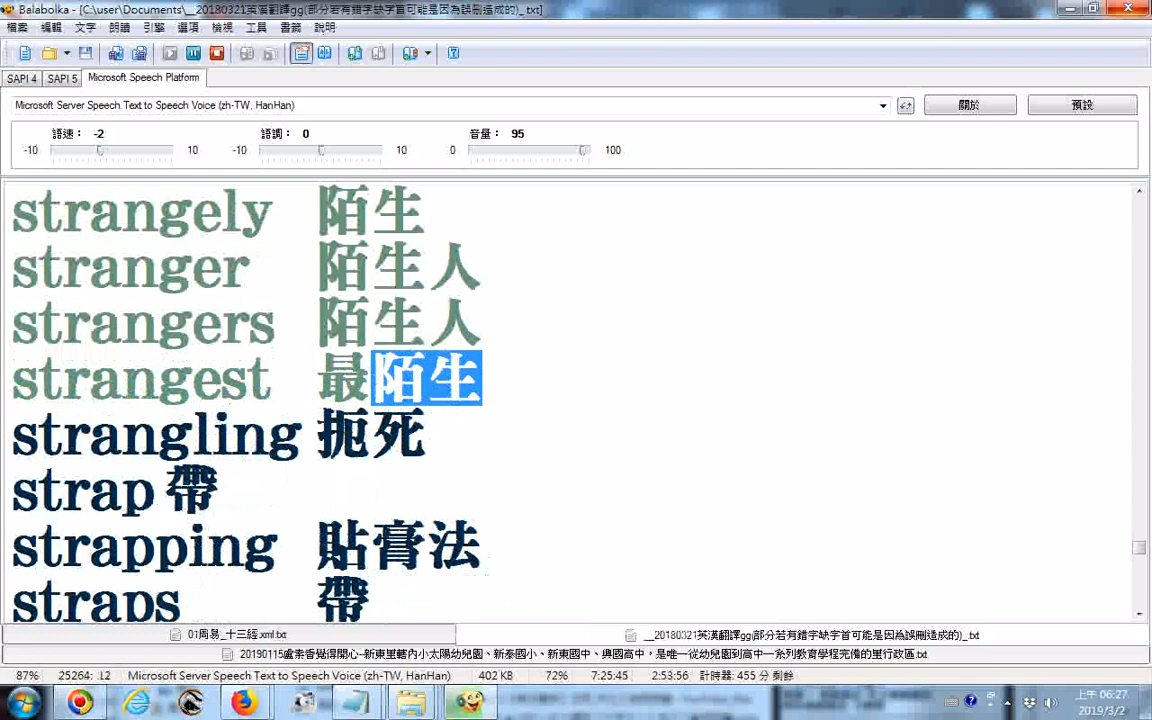 Balabolka - [C:\user\Documents\__20180321英漢翻譯gg(部分若有錯字缺字首可能是因為誤刪造成的)_.txt]
檔案 編輯 文字 朗讀 引擎 選項 檢視 工具 書籤 說明
SAPI 4 SAPI 5 Microsoft Speech Platform
Microsoft Server Speech Text to Speech Voice (zh-TW, HanHan) 關於 預設
語速： -2 語調： 0 音量： 95
-10 10 -10 10 0 100
strangely 陌生
stranger 陌生人
strangers 陌生人
strangest 最陌生
strangling 扼死
strap 帶
strapping 貼膏法
straps 帶
01周易_十三經.xml.txt __20180321英漢翻譯gg(部分若有錯字缺字首可能是因為誤刪造成的)_.txt
20190115盧素香覺得開心-新東里轄內小太陽幼兒園、新泰國小、新東國中、興國高中，是唯一從幼兒園到高中一系列教育學程完備的里行政區.txt
87% 25264: 12 Microsoft Server Speech Text to Speech Voice (zh-TW, HanHan) 402 KB 72% 7:25:45 2:53:56 計時器: 455 分 剩餘
上午 06:27
2019/3/2